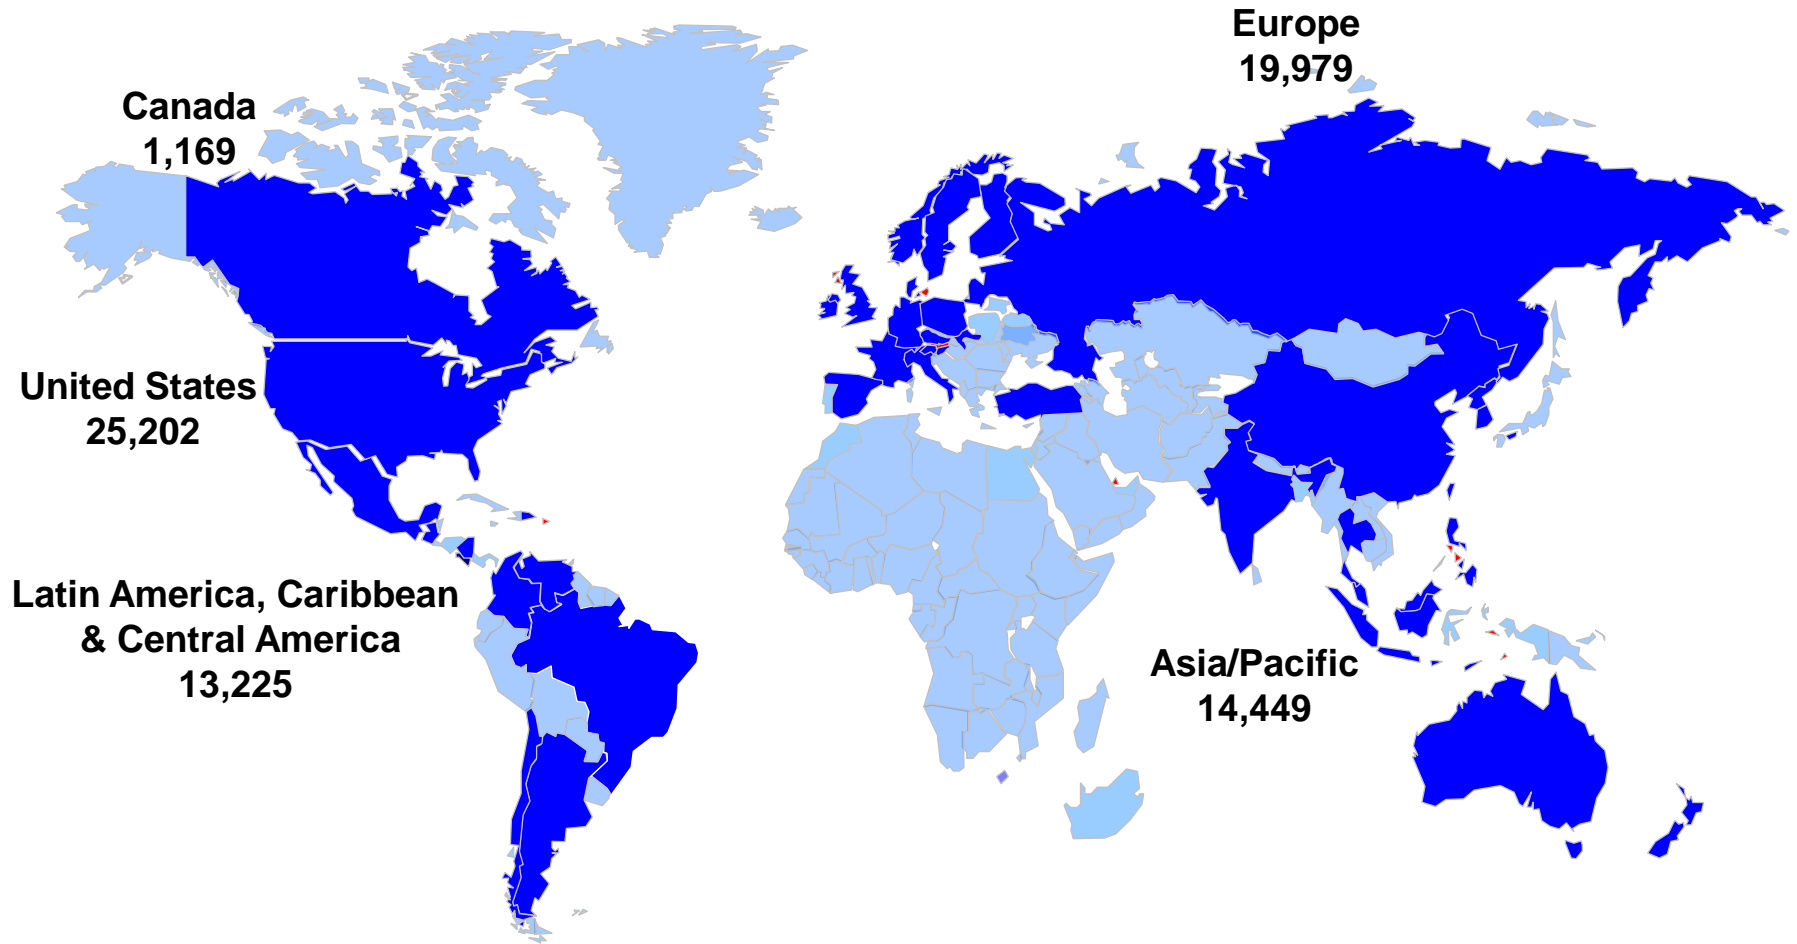 Europe
19,979
Canada
1,169
United States
25,202
Latin America, Caribbean
& Central America
13,225
Asia/Pacific
14,449